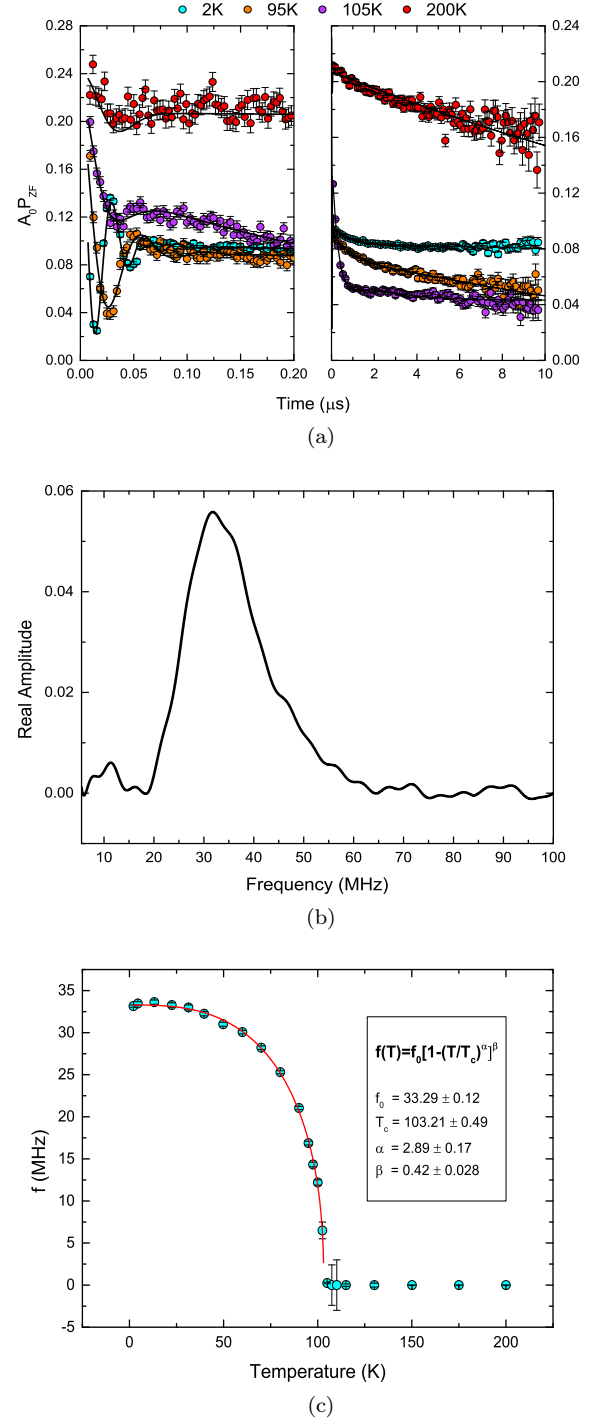 2K 95K 105K 200K
0.28
0.24
0.20
0.16
0.12
0.08
0.04
0.00
A0PZF
0.00 0.05 0.10 0.15 0.20
0.24
0.20
0.16
0.12
0.08
0.04
0.00
0 2 4 6 8 10
Time (μs)
(a)
0.06
0.04
0.02
0.00
Real Amplitude
10 20 30 40 50 60 70 80 90 100
Frequency (MHz)
(b)
35
30
25
20
15
10
5
0
-5
f (MHz)
f(T)=f0[1-(T/Tc)^α]^β
f0 = 33.29 ± 0.12
Tc = 103.21 ± 0.49
α = 2.89 ± 0.17
β = 0.42 ± 0.028
0 50 100 150 200
Temperature (K)
(c)